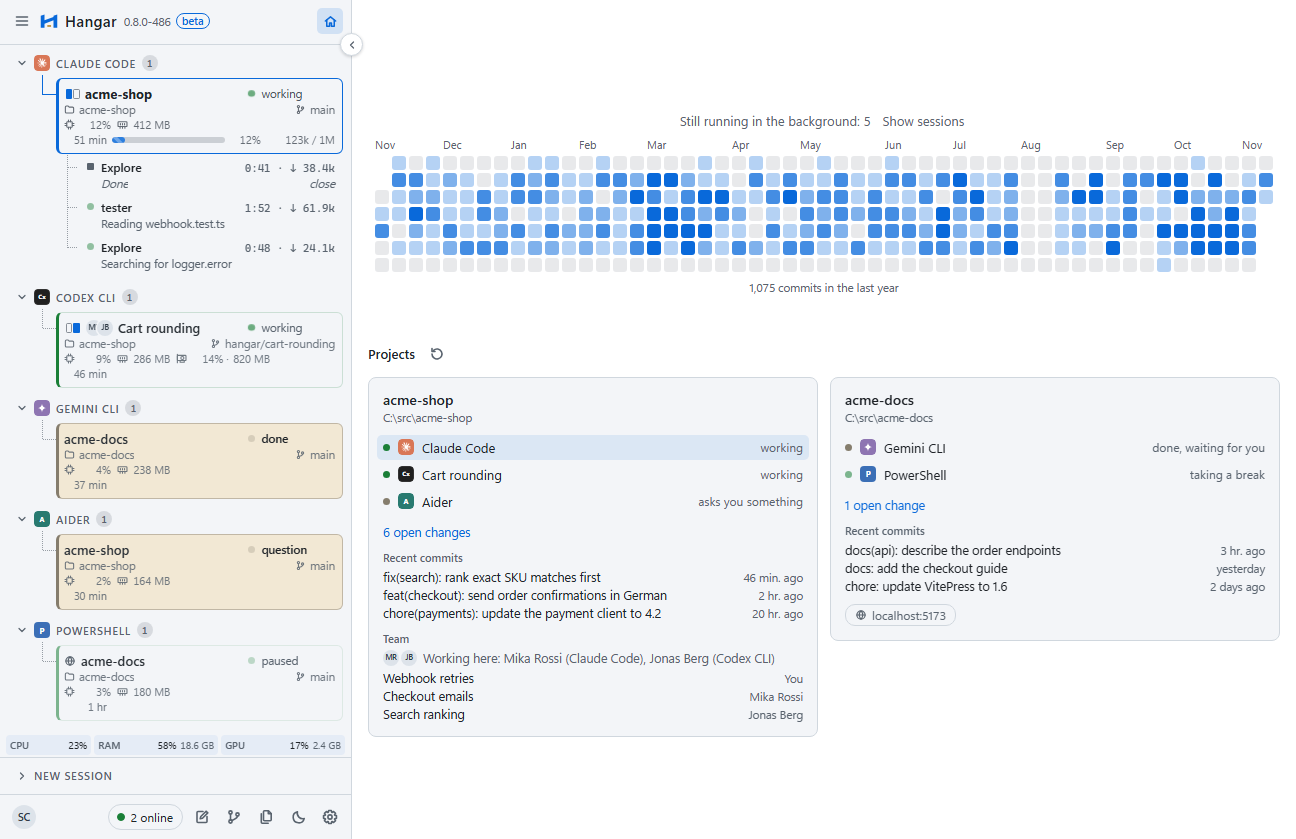 Hangar 0.8.0-486 beta
CLAUDE CODE 1
acme-shop working
acme-shop main
12% 412 MB
51 min 12% 123k / 1M
Explore 0:41 · ↓ 38.4k
Done close
tester 1:52 · ↓ 61.9k
Reading webhook.test.ts
Explore 0:48 · ↓ 24.1k
Searching for logger.error
CODEX CLI 1
M JB Cart rounding working
acme-shop hangar/cart-rounding
9% 286 MB 14% · 820 MB
46 min
GEMINI CLI 1
acme-docs done
acme-docs main
4% 238 MB
37 min
A AIDER 1
acme-shop question
acme-shop main
2% 164 MB
30 min
P POWERSHELL 1
acme-docs paused
acme-docs main
3% 180 MB
1 hr
CPU 23% RAM 58% 18.6 GB GPU 17% 2.4 GB
NEW SESSION
SC 2 online
Still running in the background: 5 Show sessions
Nov Dec Jan Feb Mar Apr May Jun Jul Aug Sep Oct Nov
1,075 commits in the last year
Projects
acme-shop
C:\src\acme-shop
Claude Code working
Cx Cart rounding working
A Aider asks you something
6 open changes
Recent commits
fix(search): rank exact SKU matches first 46 min. ago
feat(checkout): send order confirmations in German 2 hr. ago
chore(payments): update the payment client to 4.2 20 hr. ago
Team
MR JB Working here: Mika Rossi (Claude Code), Jonas Berg (Codex CLI)
Webhook retries You
Checkout emails Mika Rossi
Search ranking Jonas Berg
acme-docs
C:\src\acme-docs
Gemini CLI done, waiting for you
P PowerShell taking a break
1 open change
Recent commits
docs(api): describe the order endpoints 3 hr. ago
docs: add the checkout guide yesterday
chore: update VitePress to 1.6 2 days ago
localhost:5173